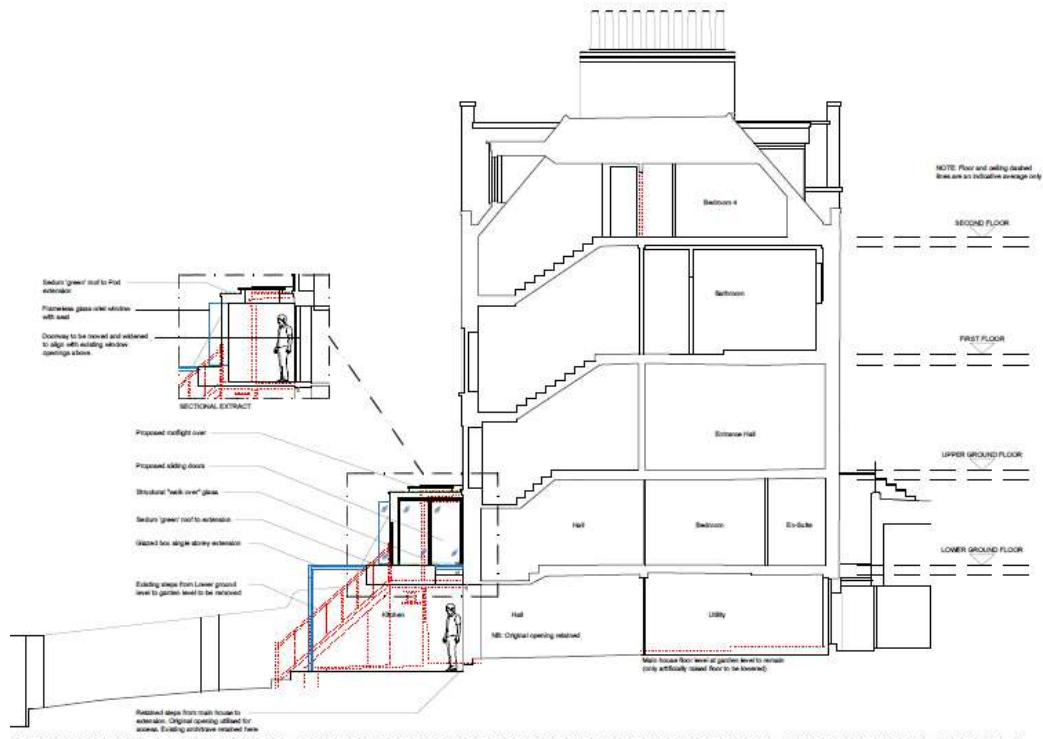 NOTE: Floor and ceiling dashed
lines are an indicative average only
Bedroom 4
SECOND FLOOR
Sedum 'green' roof to Pod
extension
Frameless glass oriel window
with seat
Doorway to be moved and widened
to align with existing window
openings above.
Bathroom
FIRST FLOOR
SECTIONAL EXTRACT
Proposed rooflight over
Entrance Hall
UPPER GROUND FLOOR
Proposed sliding doors
Structural "walk over" glass
Sedum 'green' roof to extension
Hall
Bedroom
En-Suite
Glazed box single storey extension
LOWER GROUND FLOOR
Existing steps from Lower ground
level to garden level to be removed
Kitchen
Hall
Utility
NB: Original opening retained
Main house floor level at garden level to remain
(only artificially raised floor to be lowered)
Retained steps from main house to
extension. Original opening utilised for
access. Existing architrave retained here